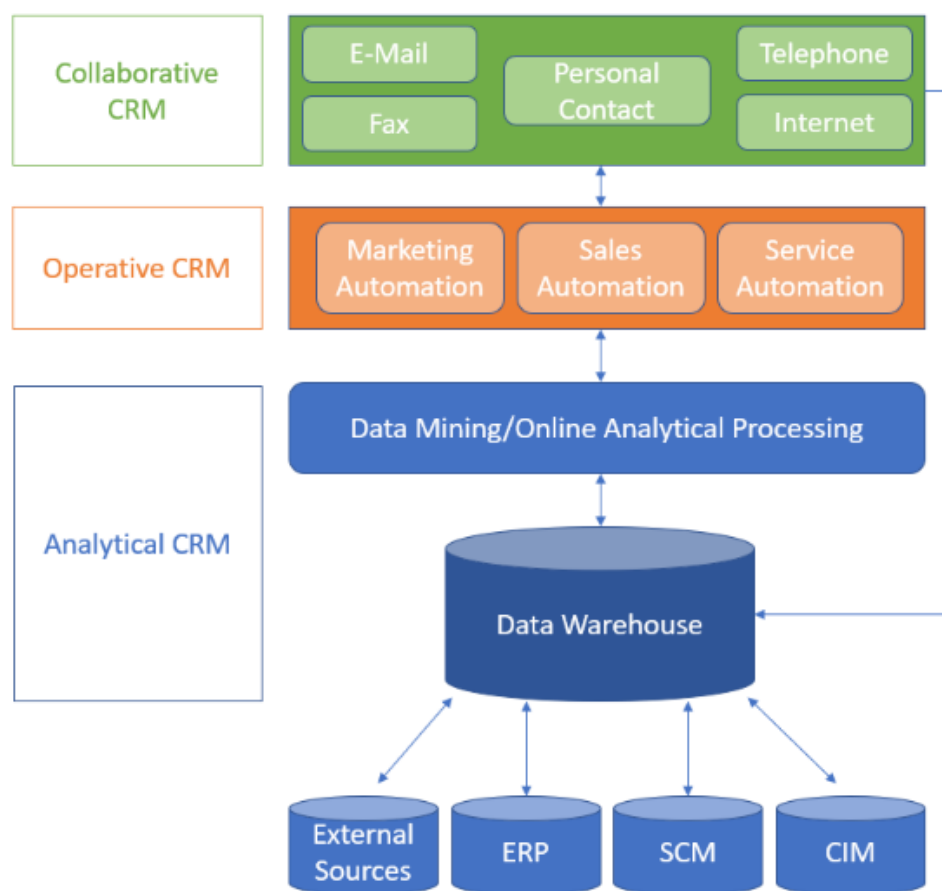 Collaborative
CRM
E-Mail
Fax
Personal
Contact
Telephone
Internet
Operative CRM
Marketing
Automation
Sales
Automation
Service
Automation
Analytical CRM
Data Mining/Online Analytical Processing
Data Warehouse
External
Sources
ERP
SCM
CIM